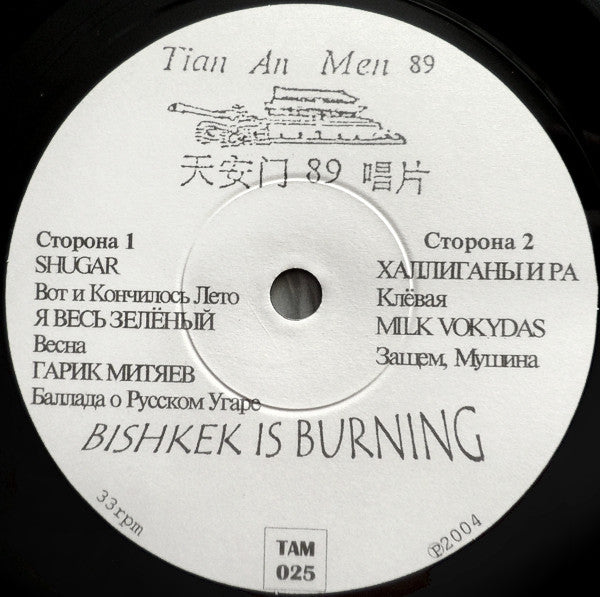 Tian An Men 89
天安门 89 唱片
Сторона 1
SHUGAR
Вот и Кончилось Лето
Я ВЕСЬ ЗЕЛЁНЫЙ
Весна
ГАРИК МИТЯЕВ
Баллада о Русском Угаре
Сторона 2
ХАЛЛИГАНЫ И РА
Клёвая
MILK VOKYDAS
Защем, Мушина
BISHKEK IS BURNING
33rpm
TAM
025
℗2004